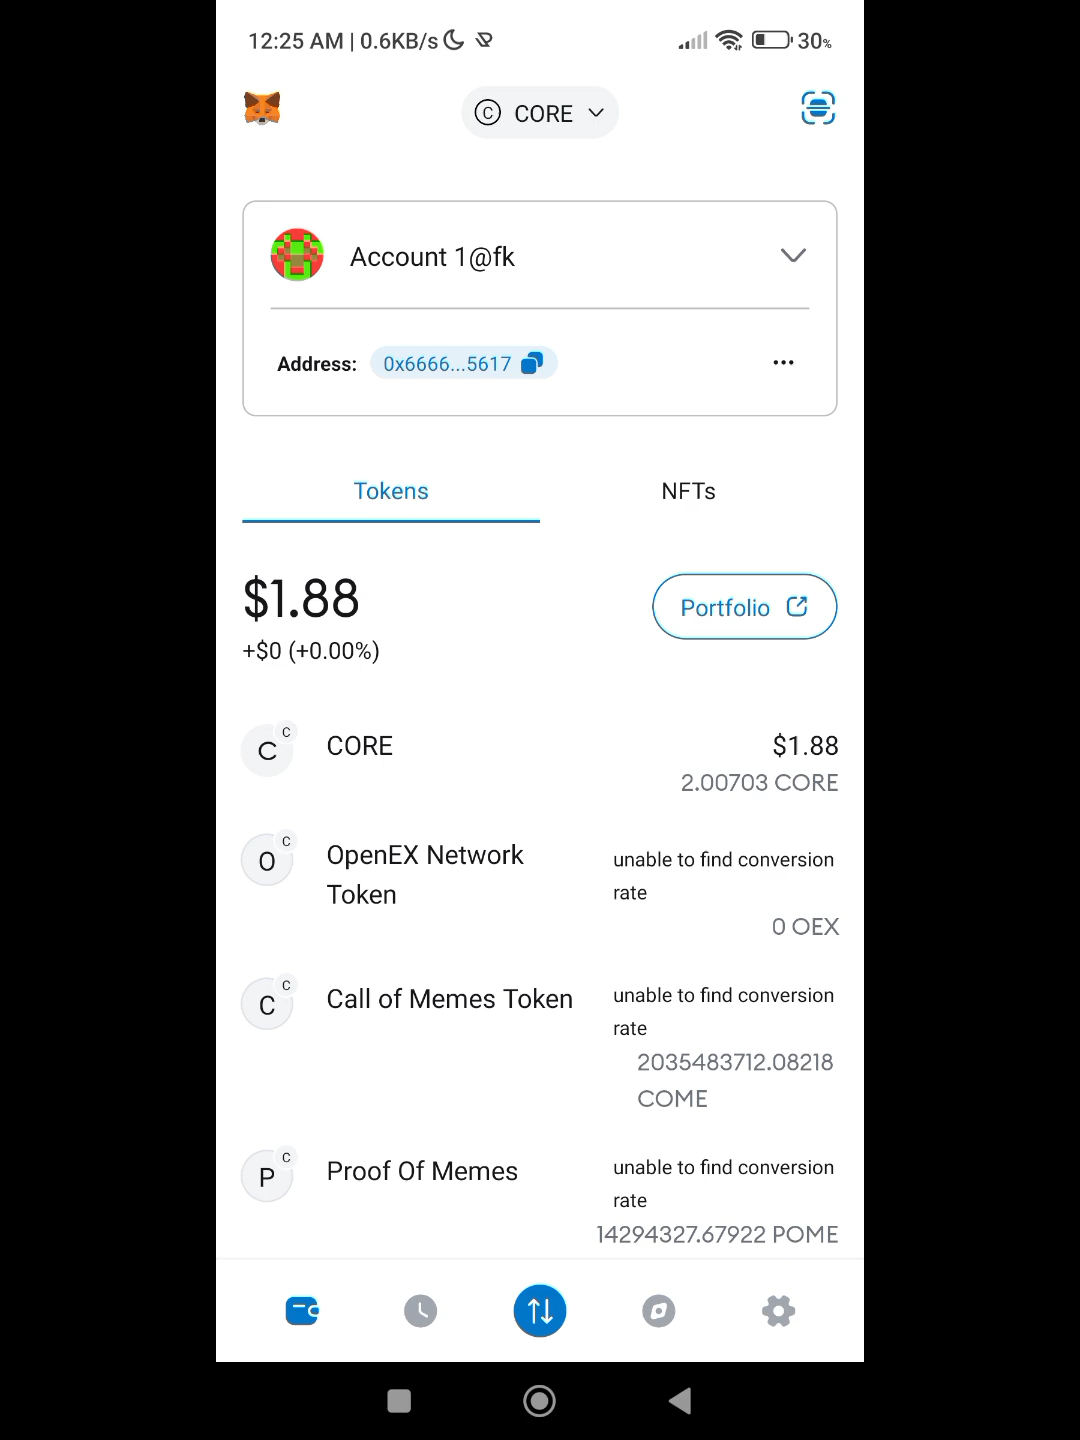 12:25 AM | 0.6KB/s
30%
C CORE
Account 1@fk
Address: 0x6666...5617
Tokens
NFTs
$1.88
Portfolio
+$0 (+0.00%)
C C CORE $1.88
2.00703 CORE
O C OpenEX Network Token
unable to find conversion
rate
0 OEX
C C Call of Memes Token
unable to find conversion
rate
2035483712.08218
COME
P C Proof Of Memes
unable to find conversion
rate
14294327.67922 POME